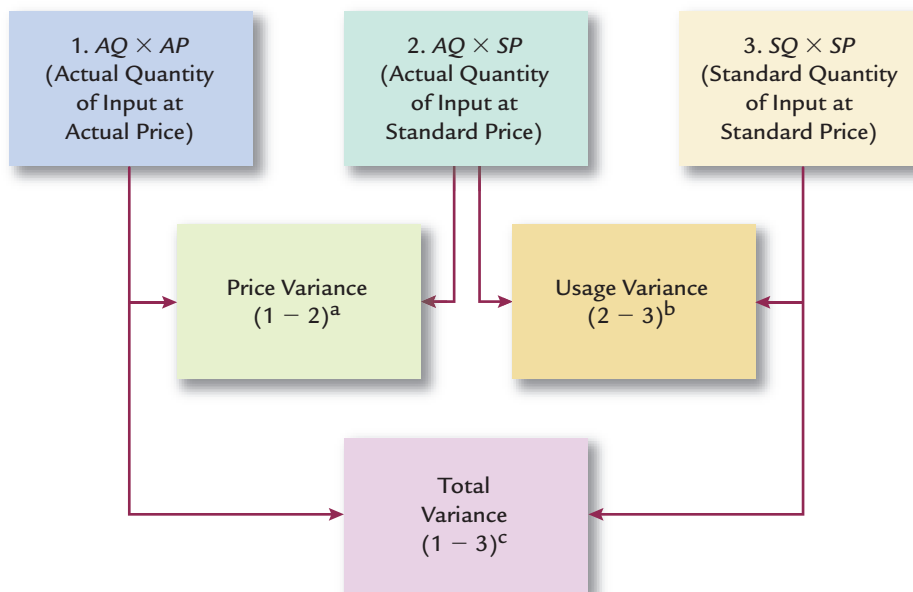 1. AQ × AP
(Actual Quantity
of Input at
Actual Price)
2. AQ × SP
(Actual Quantity
of Input at
Standard Price)
3. SQ × SP
(Standard Quantity
of Input at
Standard Price)
Price Variance
(1 − 2)a
Usage Variance
(2 − 3)b
Total
Variance
(1 − 3)c